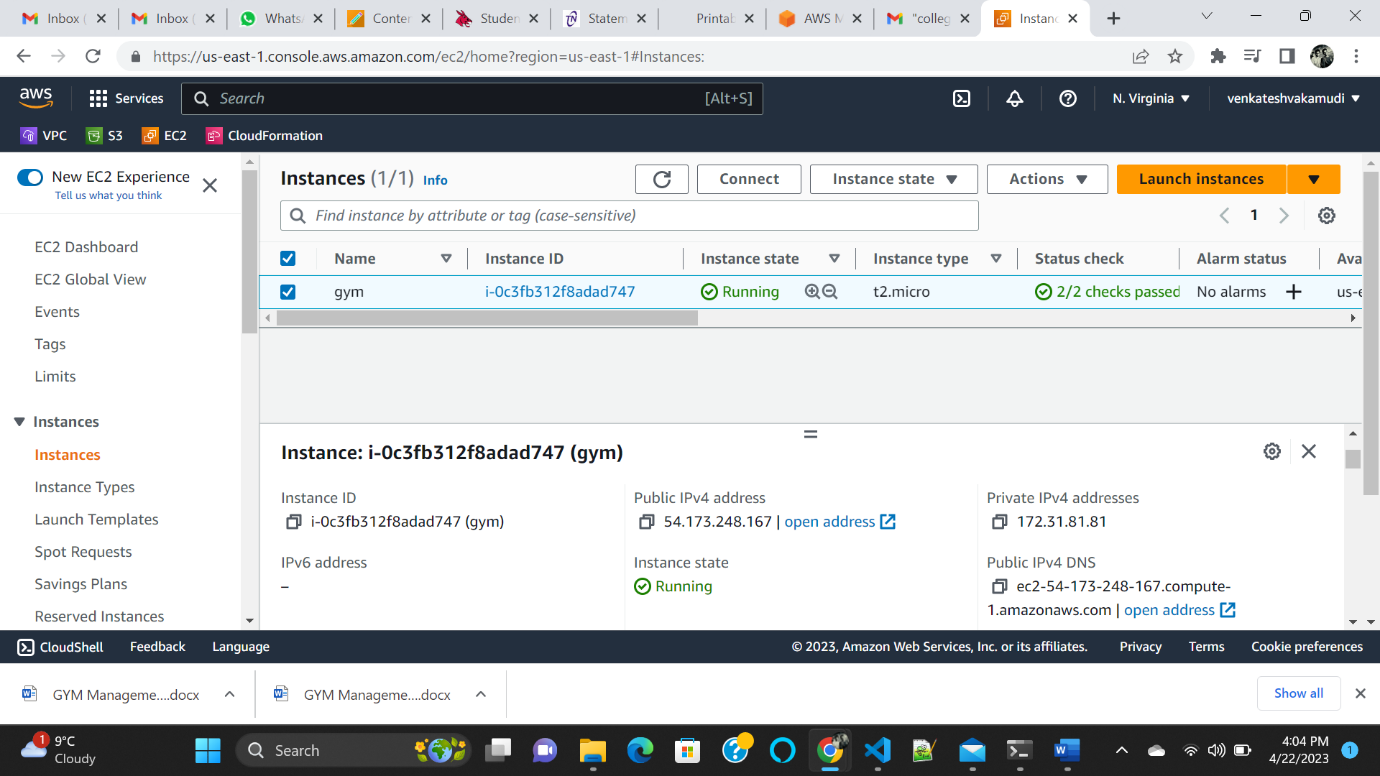 Inbox (
Inbox (
Whats
Conter
Studen
Statem
Printab
AWS M
"colleg
Instanc
https://us-east-1.console.aws.amazon.com/ec2/home?region=us-east-1#Instances:
aws
Services
Search
[Alt+S]
N. Virginia
venkateshvakamudi
VPC
S3
EC2
CloudFormation
New EC2 Experience
Tell us what you think
EC2 Dashboard
EC2 Global View
Events
Tags
Limits
Instances
Instances
Instance Types
Launch Templates
Spot Requests
Savings Plans
Reserved Instances
Instances (1/1) Info
Connect
Instance state
Actions
Launch instances
Find instance by attribute or tag (case-sensitive)
1
Name
Instance ID
Instance state
Instance type
Status check
Alarm status
Ava
gym
i-0c3fb312f8adad747
Running
t2.micro
2/2 checks passed
No alarms
us-e
Instance: i-0c3fb312f8adad747 (gym)
Instance ID
i-0c3fb312f8adad747 (gym)
Public IPv4 address
54.173.248.167 | open address
Private IPv4 addresses
172.31.81.81
IPv6 address
–
Instance state
Running
Public IPv4 DNS
ec2-54-173-248-167.compute-
1.amazonaws.com | open address
CloudShell
Feedback
Language
© 2023, Amazon Web Services, Inc. or its affiliates.
Privacy
Terms
Cookie preferences
GYM Manageme....docx
GYM Manageme....docx
Show all
1
9°C
Cloudy
Search
4:04 PM
4/22/2023
1